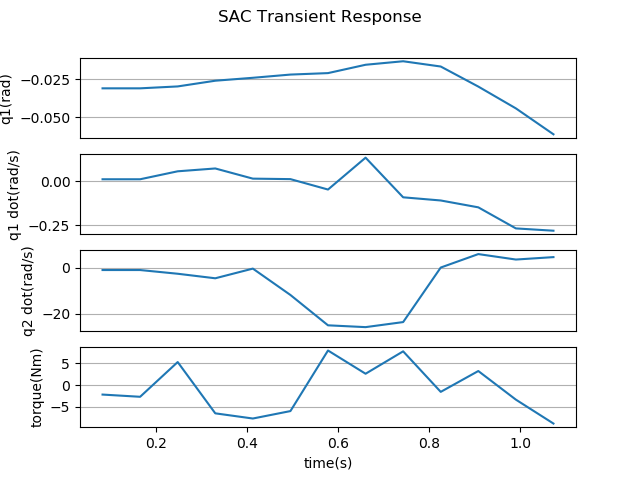 SAC Transient Response
q1(rad)
−0.025
−0.050
q1 dot(rad/s)
0.00
−0.25
q2 dot(rad/s)
0
−20
torque(Nm)
5
0
−5
0.2 0.4 0.6 0.8 1.0
time(s)